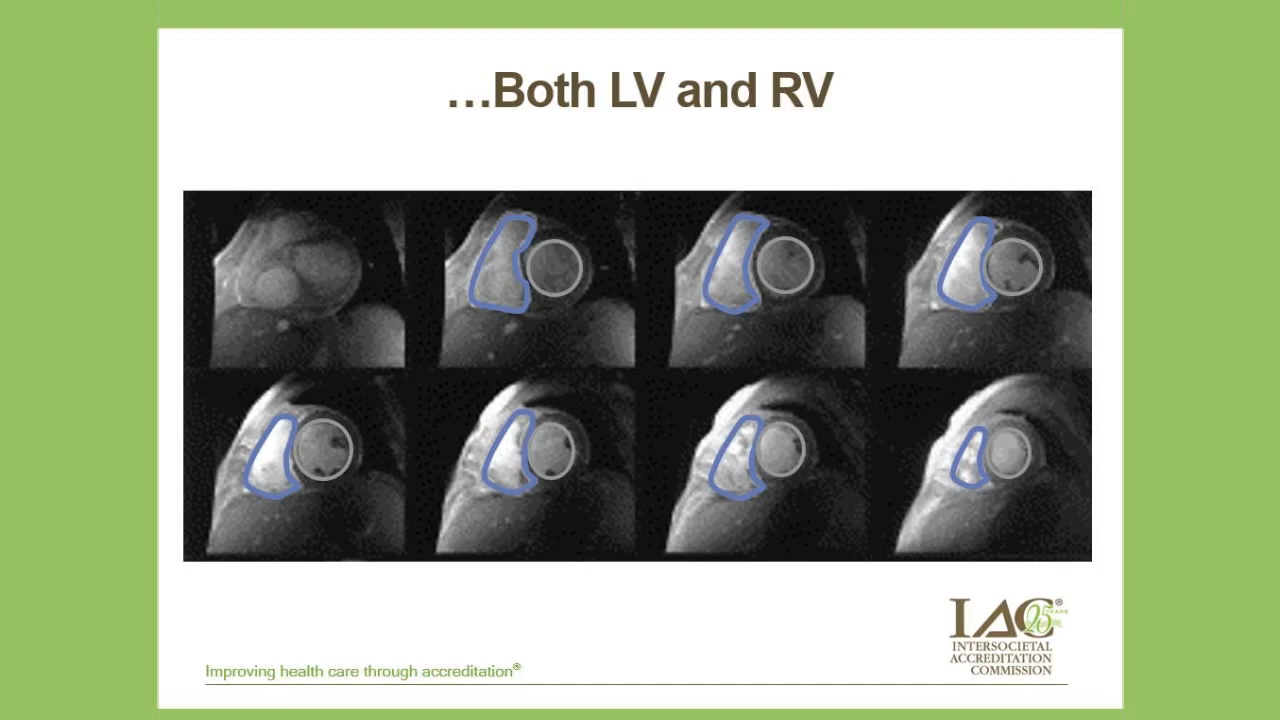 …Both LV and RV
IAC®
25 YEARS
INTERSOCIETAL
ACCREDITATION
COMMISSION
Improving health care through accreditation®